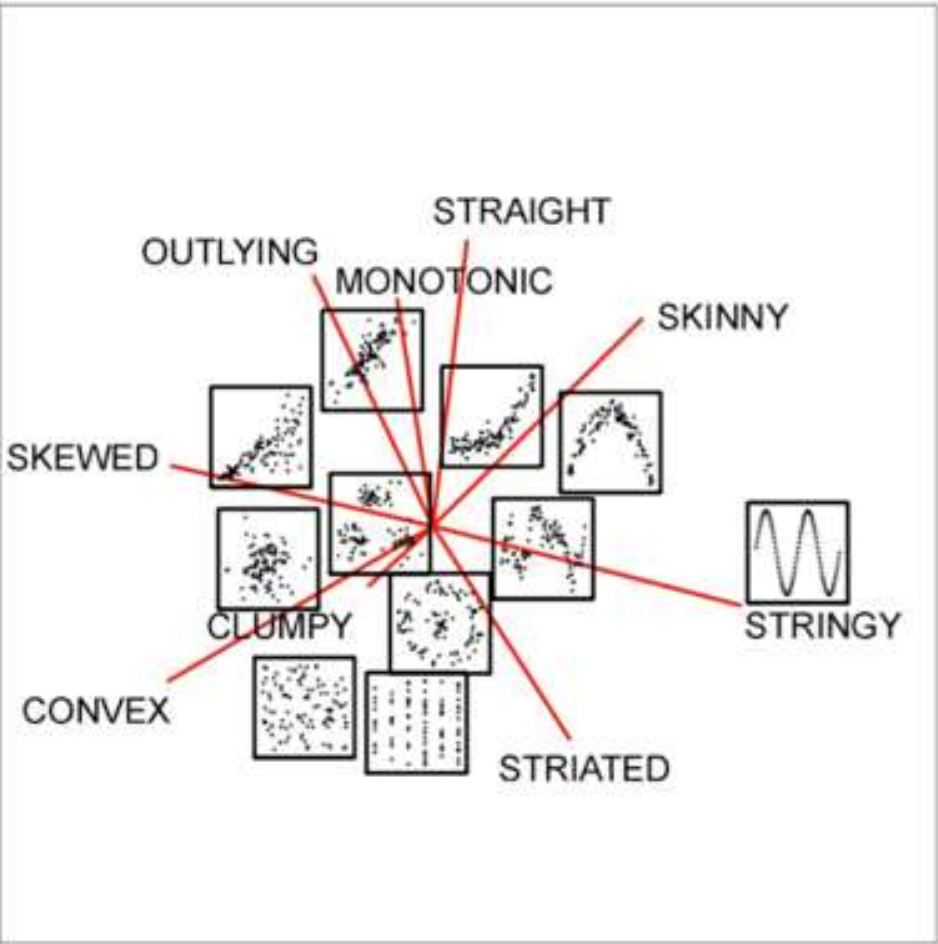 STRAIGHT
OUTLYING
MONOTONIC
SKINNY
SKEWED
CLUMPY
STRINGY
CONVEX
STRIATED